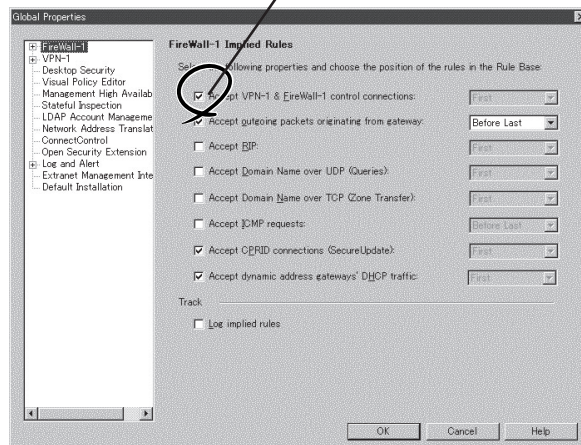 Global Properties
FireWall-1
VPN-1
Desktop Security
Visual Policy Editor
Management High Availab
Stateful Inspection
LDAP Account Manageme
Network Address Translat
ConnectControl
Open Security Extension
Log and Alert
Extranet Management Inte
Default Installation
FireWall-1 Implied Rules
following properties and choose the position of the rules in the Rule Base:
Accept VPN-1 & FireWall-1 control connections: First
Accept outgoing packets originating from gateway: Before Last
Accept RIP: First
Accept Domain Name over UDP (Queries): First
Accept Domain Name over TCP (Zone Transfer): First
Accept ICMP requests: Before Last
Accept CPRID connections (SecureUpdate): First
Accept dynamic address gateways' DHCP traffic: First
Track
Log implied rules
OK Cancel Help